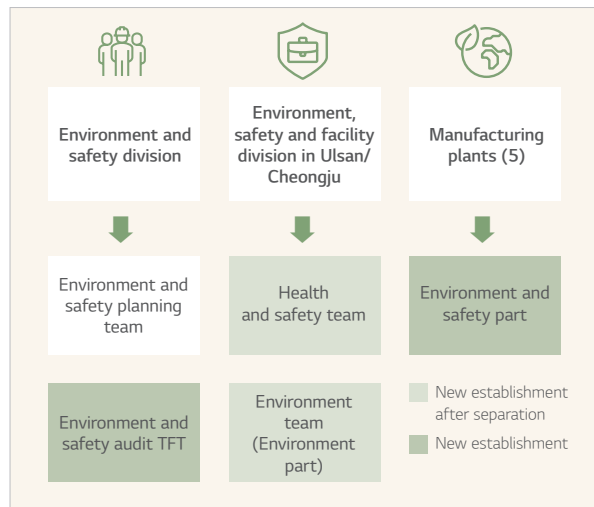 Environment and
safety division
Environment,
safety and facility
division in Ulsan/
Cheongju
Manufacturing
plants (5)
Environment and
safety planning
team
Health
and safety team
Environment and
safety part
Environment and
safety audit TFT
Environment
team
(Environment
part)
New establishment
after separation
New establishment